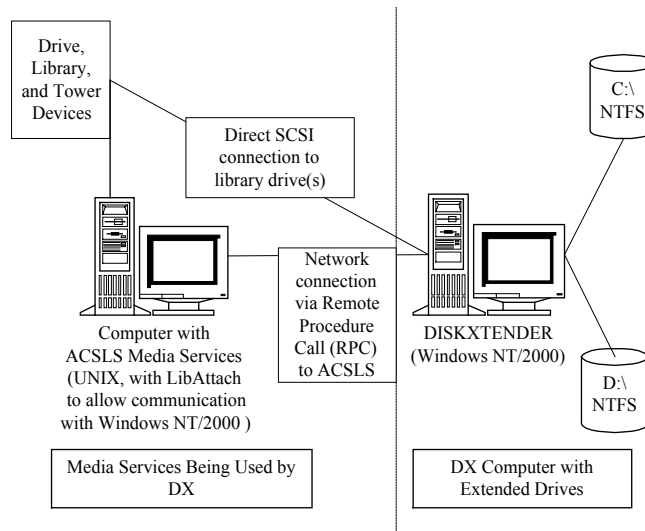 Drive,
Library,
and Tower
Devices
Direct SCSI
connection to
library drive(s)
C:\
NTFS
Network
connection
via Remote
Procedure
Call (RPC)
to ACSLS
Computer with
ACSLS Media Services
(UNIX, with LibAttach
to allow communication
with Windows NT/2000 )
DISKXTENDER
(Windows NT/2000)
D:\
NTFS
Media Services Being Used by
DX
DX Computer with
Extended Drives